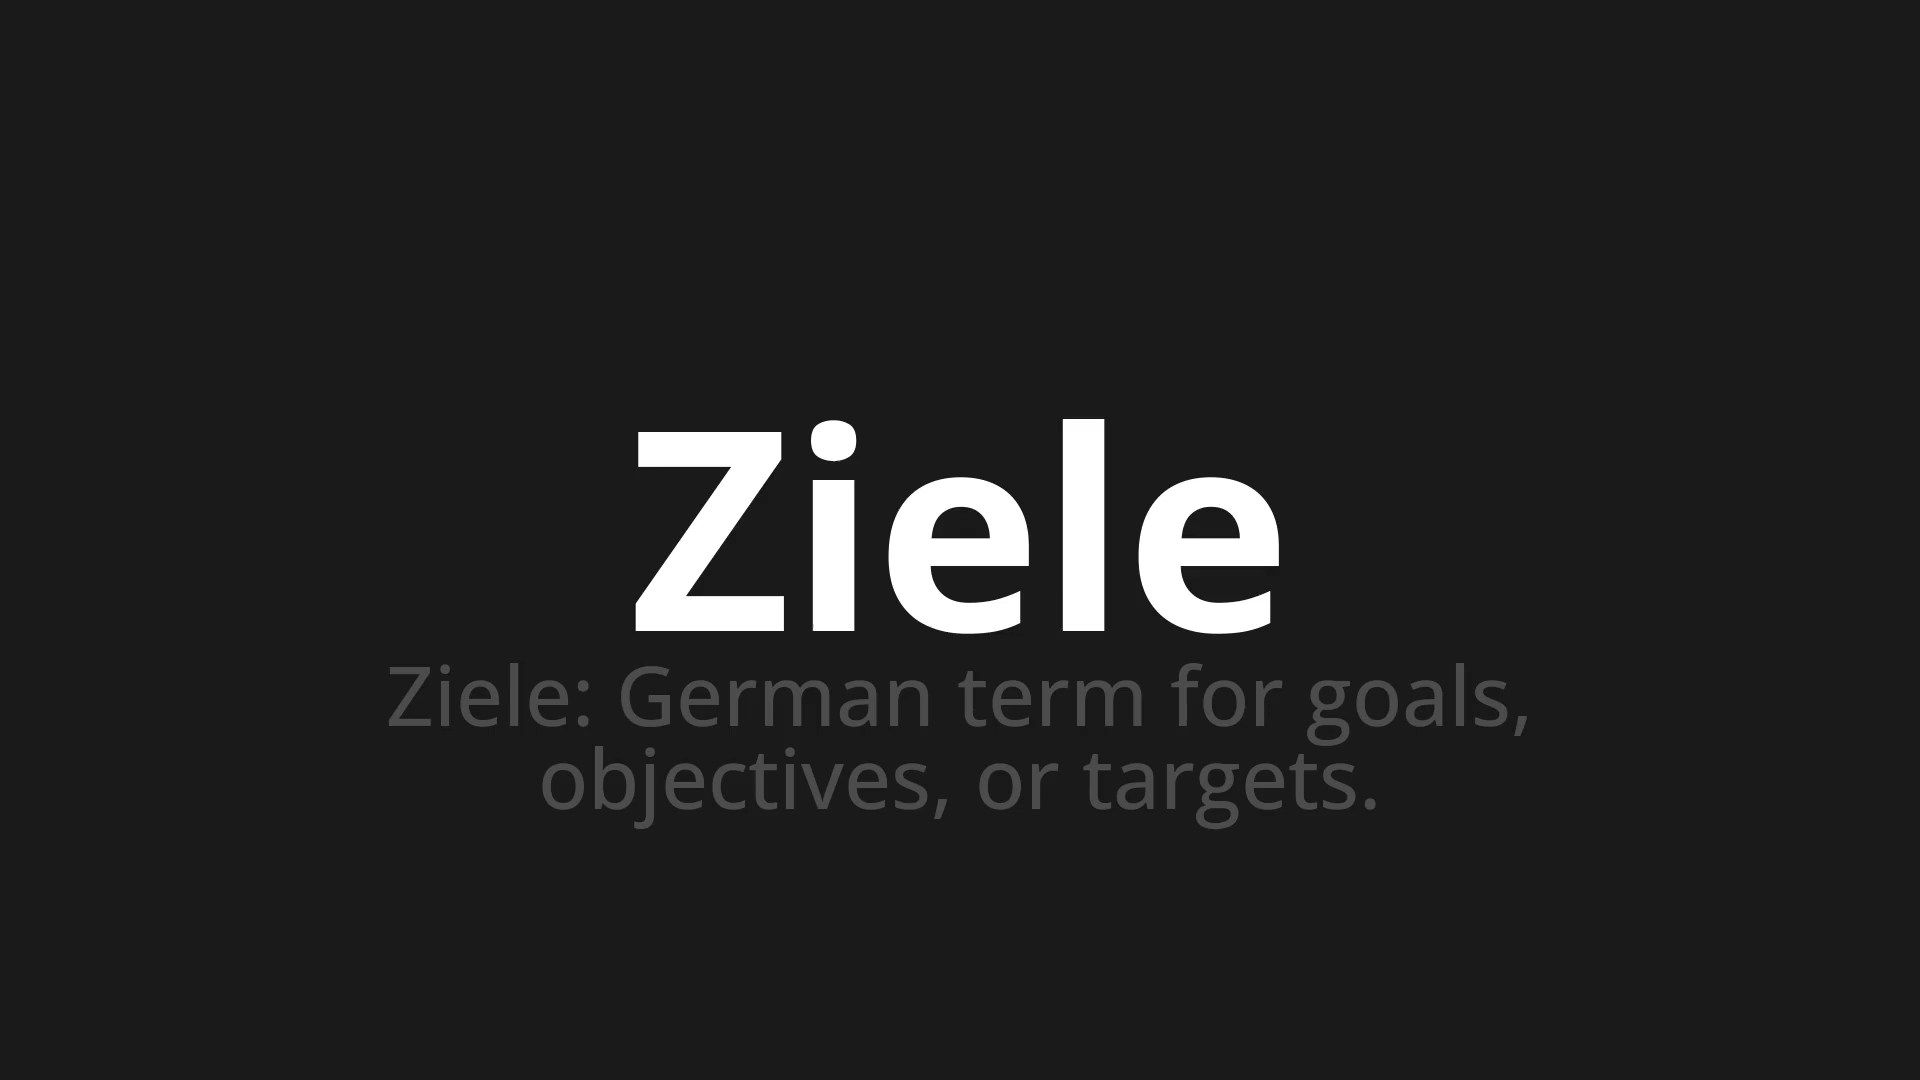 Ziele
Ziele: German term for goals,
objectives, or targets.